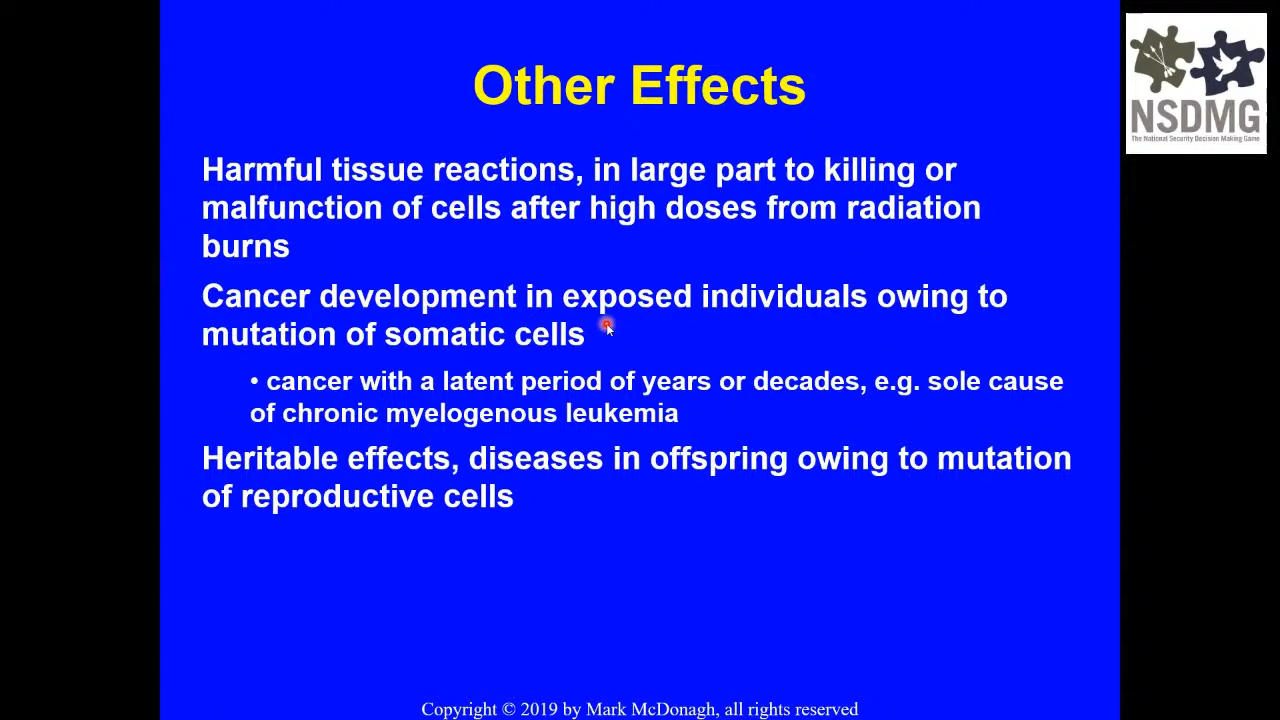 Other Effects
NSDMG
The National Security Decision Making Game
Harmful tissue reactions, in large part to killing or
malfunction of cells after high doses from radiation
burns
Cancer development in exposed individuals owing to
mutation of somatic cells
• cancer with a latent period of years or decades, e.g. sole cause
of chronic myelogenous leukemia
Heritable effects, diseases in offspring owing to mutation
of reproductive cells
Copyright © 2019 by Mark McDonagh, all rights reserved